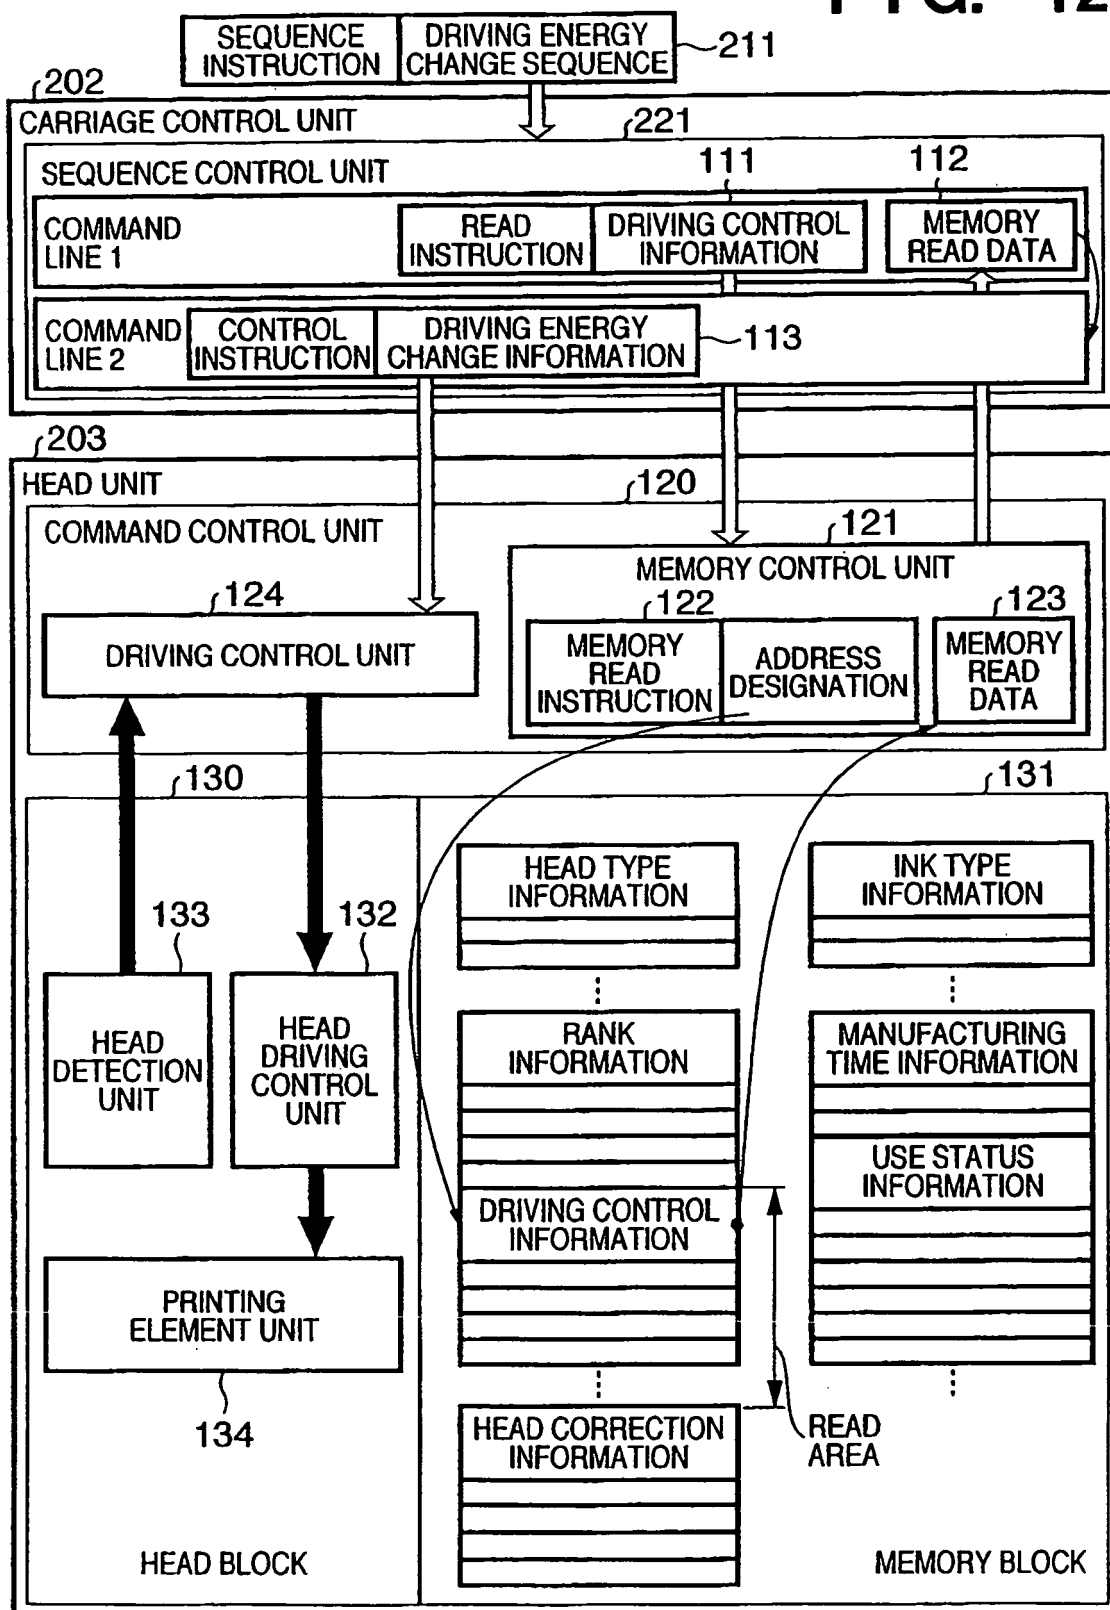 FIG. 12
SEQUENCE
INSTRUCTION
DRIVING ENERGY
CHANGE SEQUENCE
211
202
CARRIAGE CONTROL UNIT
221
SEQUENCE CONTROL UNIT
111
112
COMMAND
LINE 1
READ
INSTRUCTION
DRIVING CONTROL
INFORMATION
MEMORY
READ DATA
COMMAND
LINE 2
CONTROL
INSTRUCTION
DRIVING ENERGY
CHANGE INFORMATION
113
203
HEAD UNIT
120
COMMAND CONTROL UNIT
121
MEMORY CONTROL UNIT
124
122
123
DRIVING CONTROL UNIT
MEMORY
READ
INSTRUCTION
ADDRESS
DESIGNATION
MEMORY
READ
DATA
130
131
HEAD TYPE
INFORMATION
INK TYPE
INFORMATION
133
132
HEAD
DETECTION
UNIT
HEAD
DRIVING
CONTROL
UNIT
RANK
INFORMATION
MANUFACTURING
TIME INFORMATION
USE STATUS
INFORMATION
DRIVING CONTROL
INFORMATION
PRINTING
ELEMENT UNIT
134
HEAD CORRECTION
INFORMATION
READ
AREA
HEAD BLOCK
MEMORY BLOCK